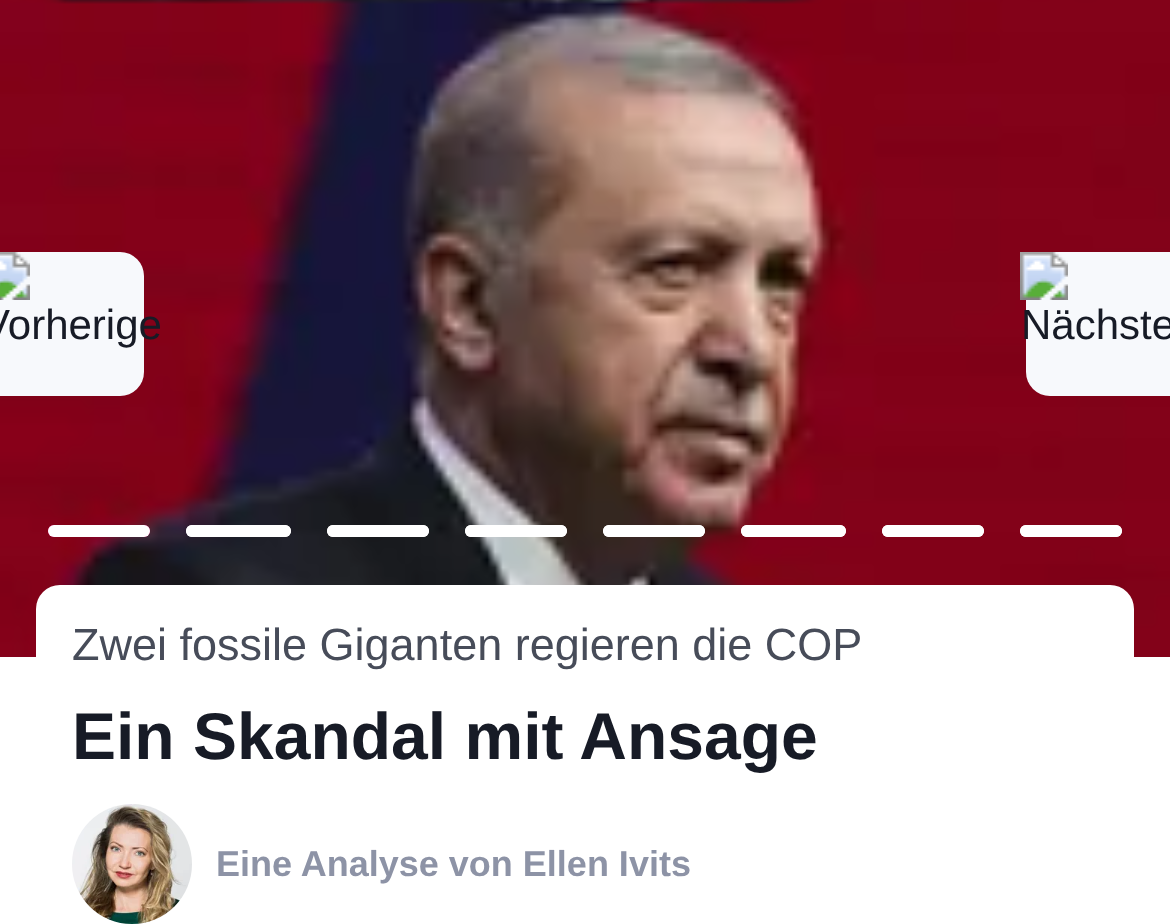 Vorherige
Nächste
Zwei fossile Giganten regieren die COP
Ein Skandal mit Ansage
Eine Analyse von Ellen Ivits